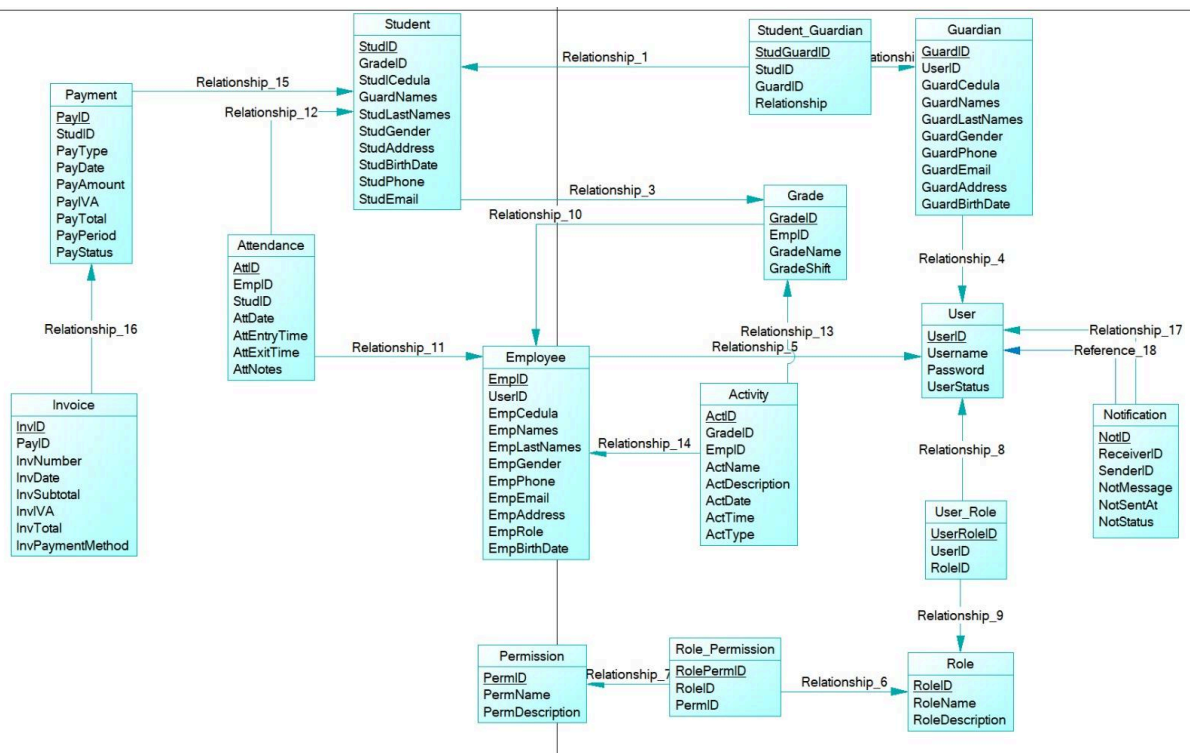 Student
StudID
GradeID
StudICedula
GuardNames
StudLastNames
StudGender
StudAddress
StudBirthDate
StudPhone
StudEmail
Student_Guardian
StudGuardID
StudID
GuardID
Relationship
Guardian
GuardID
UserID
GuardCedula
GuardNames
GuardLastNames
GuardGender
GuardPhone
GuardEmail
GuardAddress
GuardBirthDate
Relationship_1
Relationship_15
Relationship_12
Payment
PayID
StudID
PayType
PayDate
PayAmount
PayIVA
PayTotal
PayPeriod
PayStatus
Relationship_3
Relationship_10
Grade
GradeID
EmpID
GradeName
GradeShift
Attendance
AttID
EmpID
StudID
AttDate
AttEntryTime
AttExitTime
AttNotes
Relationship_4
Relationship_16
Relationship_11
Relationship_13
Relationship_5
User
UserID
Username
Password
UserStatus
Relationship_17
Reference_18
Employee
EmpID
UserID
EmpCedula
EmpNames
EmpLastNames
EmpGender
EmpPhone
EmpEmail
EmpAddress
EmpRole
EmpBirthDate
Relationship_14
Activity
ActID
GradeID
EmpID
ActName
ActDescription
ActDate
ActTime
ActType
Invoice
InvID
PayID
InvNumber
InvDate
InvSubtotal
InvIVA
InvTotal
InvPaymentMethod
Notification
NotID
ReceiverID
SenderID
NotMessage
NotSentAt
NotStatus
Relationship_8
User_Role
UserRoleID
UserID
RoleID
Relationship_9
Permission
PermID
PermName
PermDescription
Relationship_7
Role_Permission
RolePermID
RoleID
PermID
Relationship_6
Role
RoleID
RoleName
RoleDescription